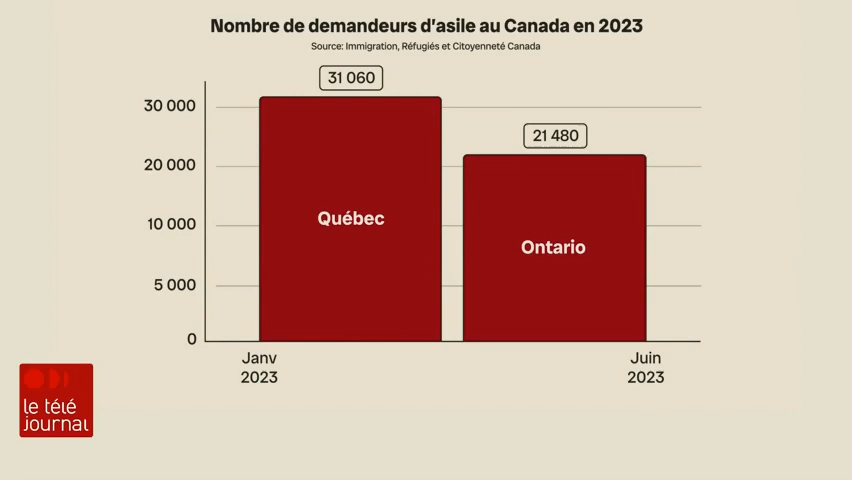 Nombre de demandeurs d'asile au Canada en 2023
Source: Immigration, Réfugiés et Citoyenneté Canada
31 060
30 000
21 480
20 000
Québec
10 000
Ontario
5 000
0
Janv
2023
Juin
2023
le télé
journal